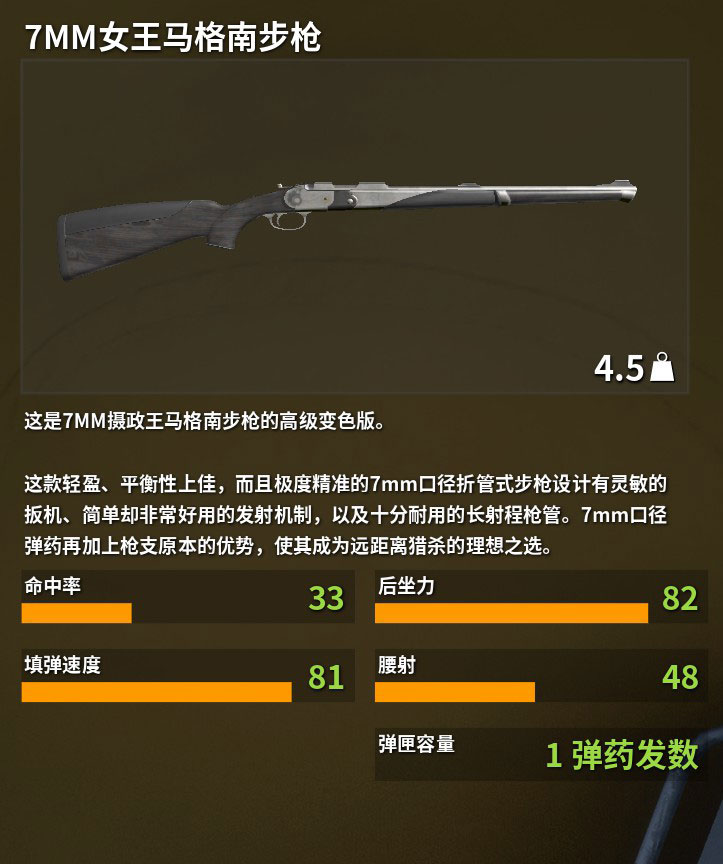 7MM女王马格南步枪
4.5
这是7MM摄政王马格南步枪的高级变色版。
这款轻盈、平衡性上佳，而且极度精准的7mm口径折管式步枪设计有灵敏的
扳机、简单却非常好用的发射机制，以及十分耐用的长射程枪管。7mm口径
弹药再加上枪支原本的优势，使其成为远距离猎杀的理想之选。
命中率 33
后坐力 82
填弹速度 81
腰射 48
弹匣容量 1 弹药发数